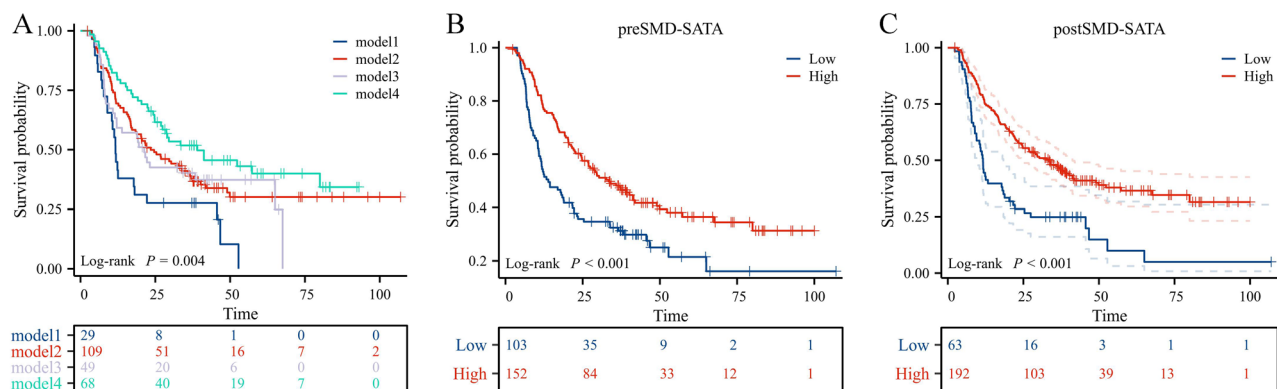 A
Survival probability
1.00
0.75
0.50
0.25
0.00
model1
model2
model3
model4
Log-rank P = 0.004
0 25 50 75 100
Time
model1 29 8 1 0 0
model2 109 51 16 7 2
model3 49 20 6 0 0
model4 68 40 19 7 0
B
preSMD-SATA
Survival probability
1.0
0.8
0.6
0.4
0.2
Low
High
Log-rank P < 0.001
0 25 50 75 100
Time
Low 103 35 9 2 1
High 152 84 33 12 1
C
postSMD-SATA
Survival probability
1.00
0.75
0.50
0.25
0.00
Low
High
Log-rank P < 0.001
0 25 50 75 100
Time
Low 63 16 3 1 1
High 192 103 39 13 1